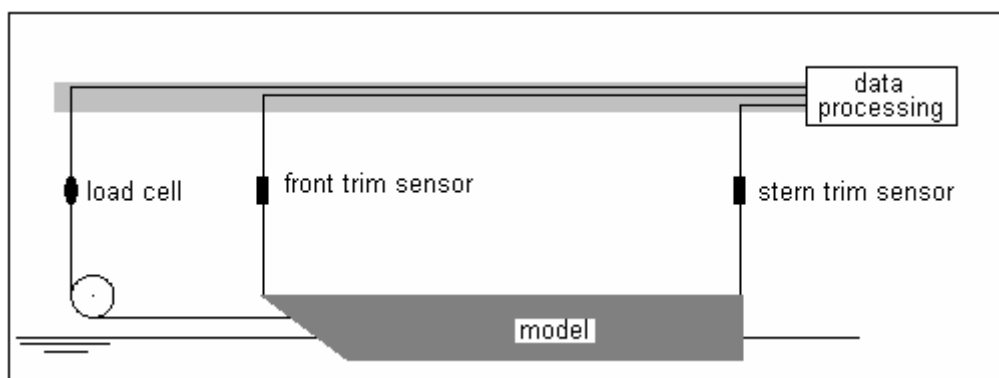 data
processing
load cell
front trim sensor
stern trim sensor
model